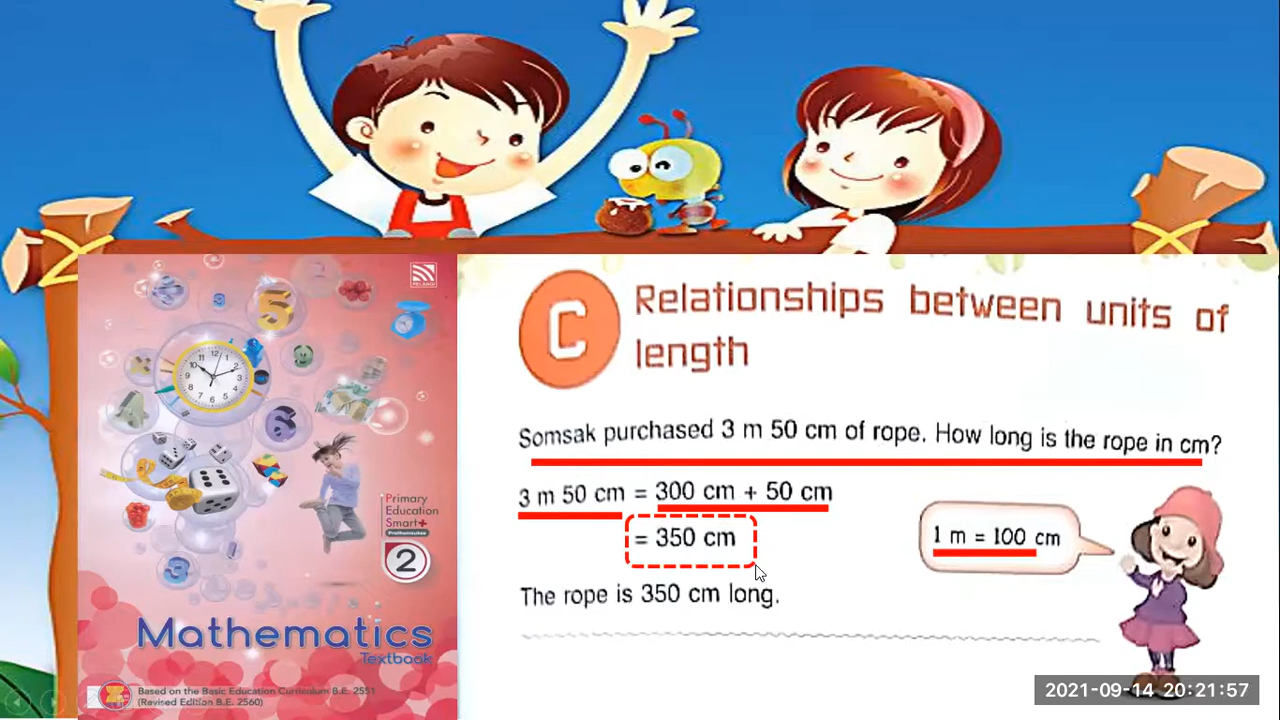 PELANGI
Primary
Education
Smart+
Prathomsuksa
2
Mathematics
Textbook
Based on the Basic Education Curriculum B.E. 2551
(Revised Edition B.E. 2560)
C
Relationships between units of
length
Somsak purchased 3 m 50 cm of rope. How long is the rope in cm?
3 m 50 cm = 300 cm + 50 cm
= 350 cm
1 m = 100 cm
The rope is 350 cm long.
2021-09-14 20:21:57